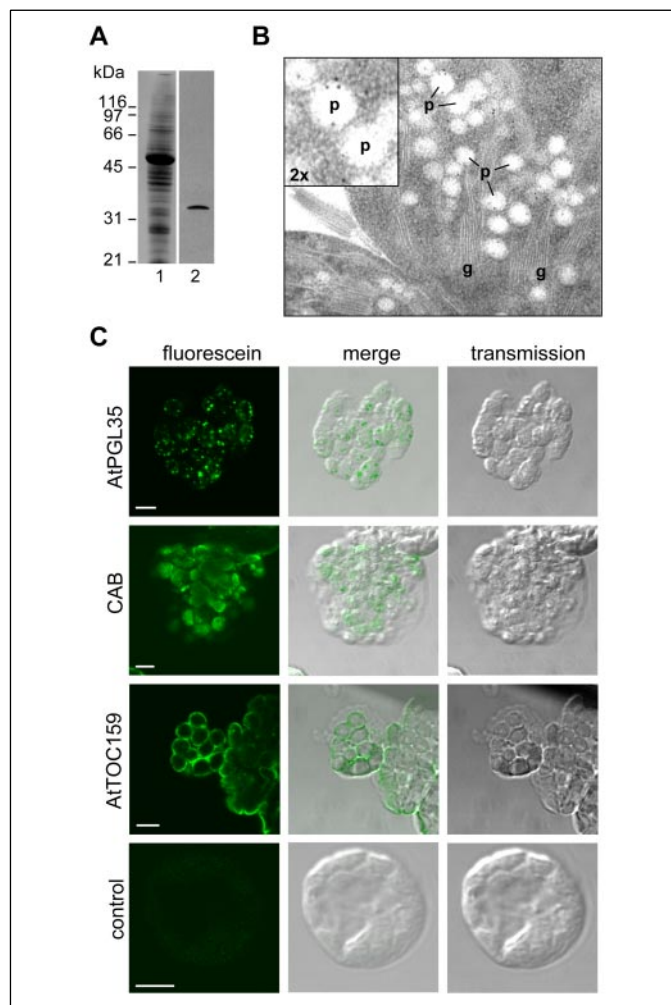 A
kDa
116
97
66
45
31
21
1 2
B
p
p
2x
p
p
g g
C
fluorescein merge transmission
AtPGL35
CAB
AtTOC159
control